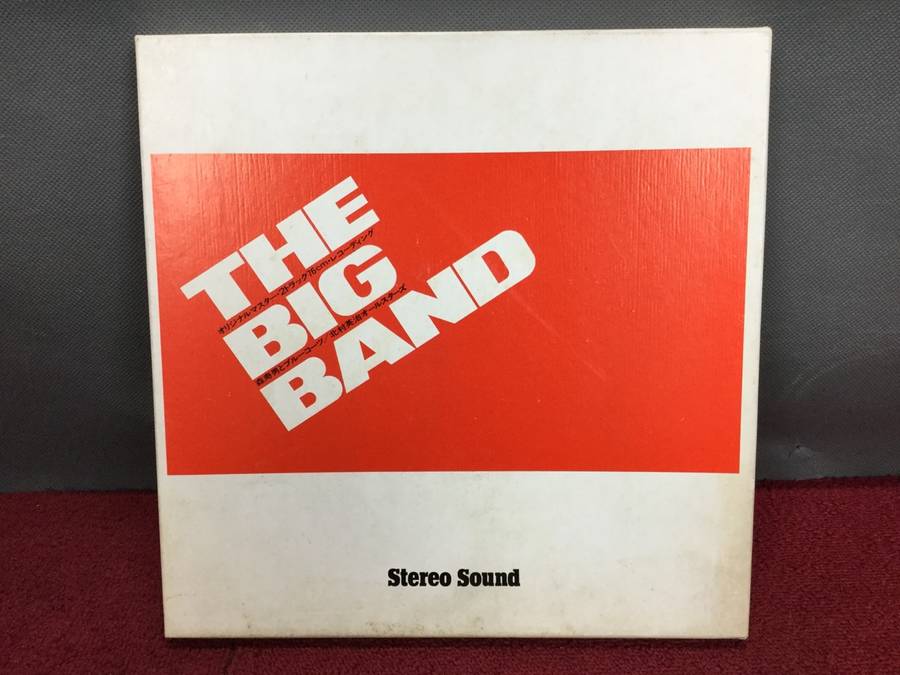 THE
オリジナルマスター・2トラック76cm・レコーディング
BIG
森寿男とブルーコーツ/北村英治オールスターズ
BAND
Stereo Sound